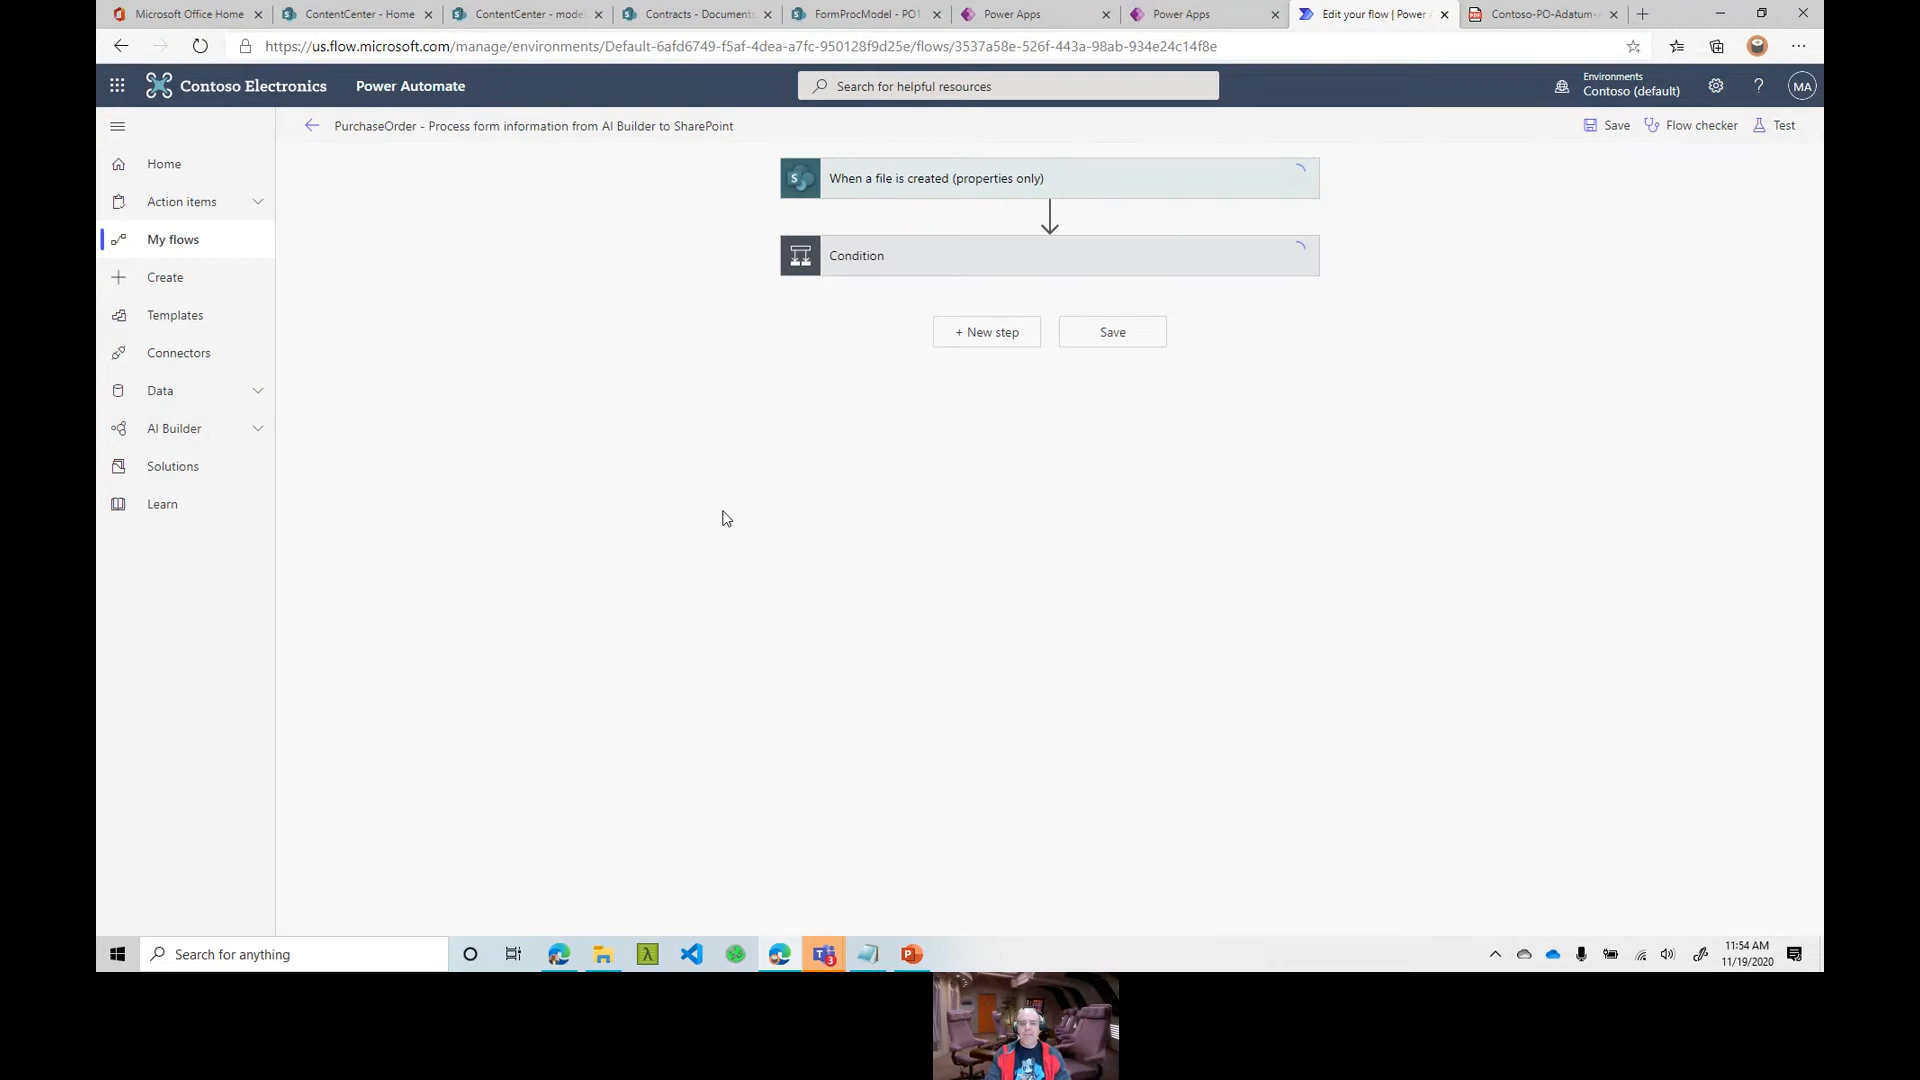 Microsoft Office Home
ContentCenter - Home
ContentCenter - mode
Contracts - Document
FormProcModel - PO1
Power Apps
Power Apps
Edit your flow | Power
Contoso-PO-Adatum-
https://us.flow.microsoft.com/manage/environments/Default-6afd6749-f5af-4dea-a7fc-950128f9d25e/flows/3537a58e-526f-443a-98ab-934e24c14f8e
Contoso Electronics
Power Automate
Search for helpful resources
Environments
Contoso (default)
MA
PurchaseOrder - Process form information from AI Builder to SharePoint
Save
Flow checker
Test
Home
Action items
My flows
Create
Templates
Connectors
Data
AI Builder
Solutions
Learn
When a file is created (properties only)
Condition
+ New step
Save
Search for anything
11:54 AM
11/19/2020